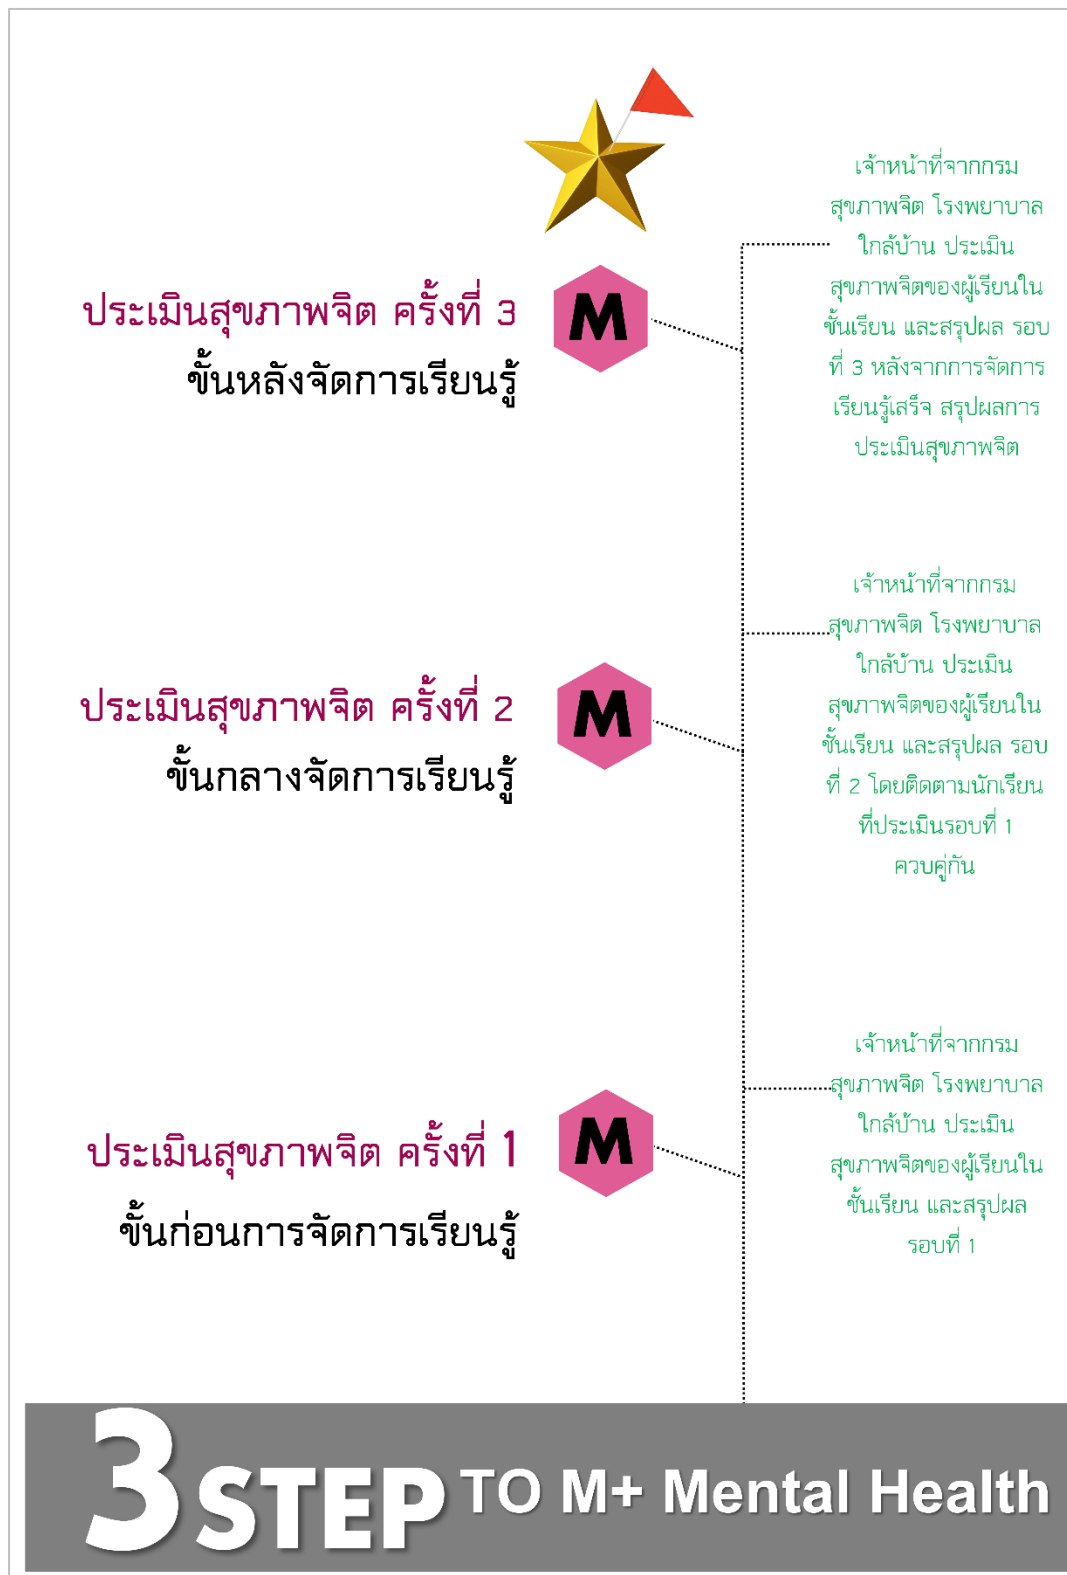 ประเมินสุขภาพจิต ครั้งที่ 3
ขั้นหลังจัดการเรียนรู้
M
เจ้าหน้าที่จากกรม
สุขภาพจิต โรงพยาบาล
ใกล้บ้าน ประเมิน
สุขภาพจิตของผู้เรียนใน
ชั้นเรียน และสรุปผล รอบ
ที่ 3 หลังจากการจัดการ
เรียนรู้เสร็จ สรุปผลการ
ประเมินสุขภาพจิต
ประเมินสุขภาพจิต ครั้งที่ 2
ขั้นกลางจัดการเรียนรู้
M
เจ้าหน้าที่จากกรม
สุขภาพจิต โรงพยาบาล
ใกล้บ้าน ประเมิน
สุขภาพจิตของผู้เรียนใน
ชั้นเรียน และสรุปผล รอบ
ที่ 2 โดยติดตามนักเรียน
ที่ประเมินรอบที่ 1
ควบคู่กัน
ประเมินสุขภาพจิต ครั้งที่ 1
ขั้นก่อนการจัดการเรียนรู้
M
เจ้าหน้าที่จากกรม
สุขภาพจิต โรงพยาบาล
ใกล้บ้าน ประเมิน
สุขภาพจิตของผู้เรียนใน
ชั้นเรียน และสรุปผล
รอบที่ 1
3 STEP TO M+ Mental Health